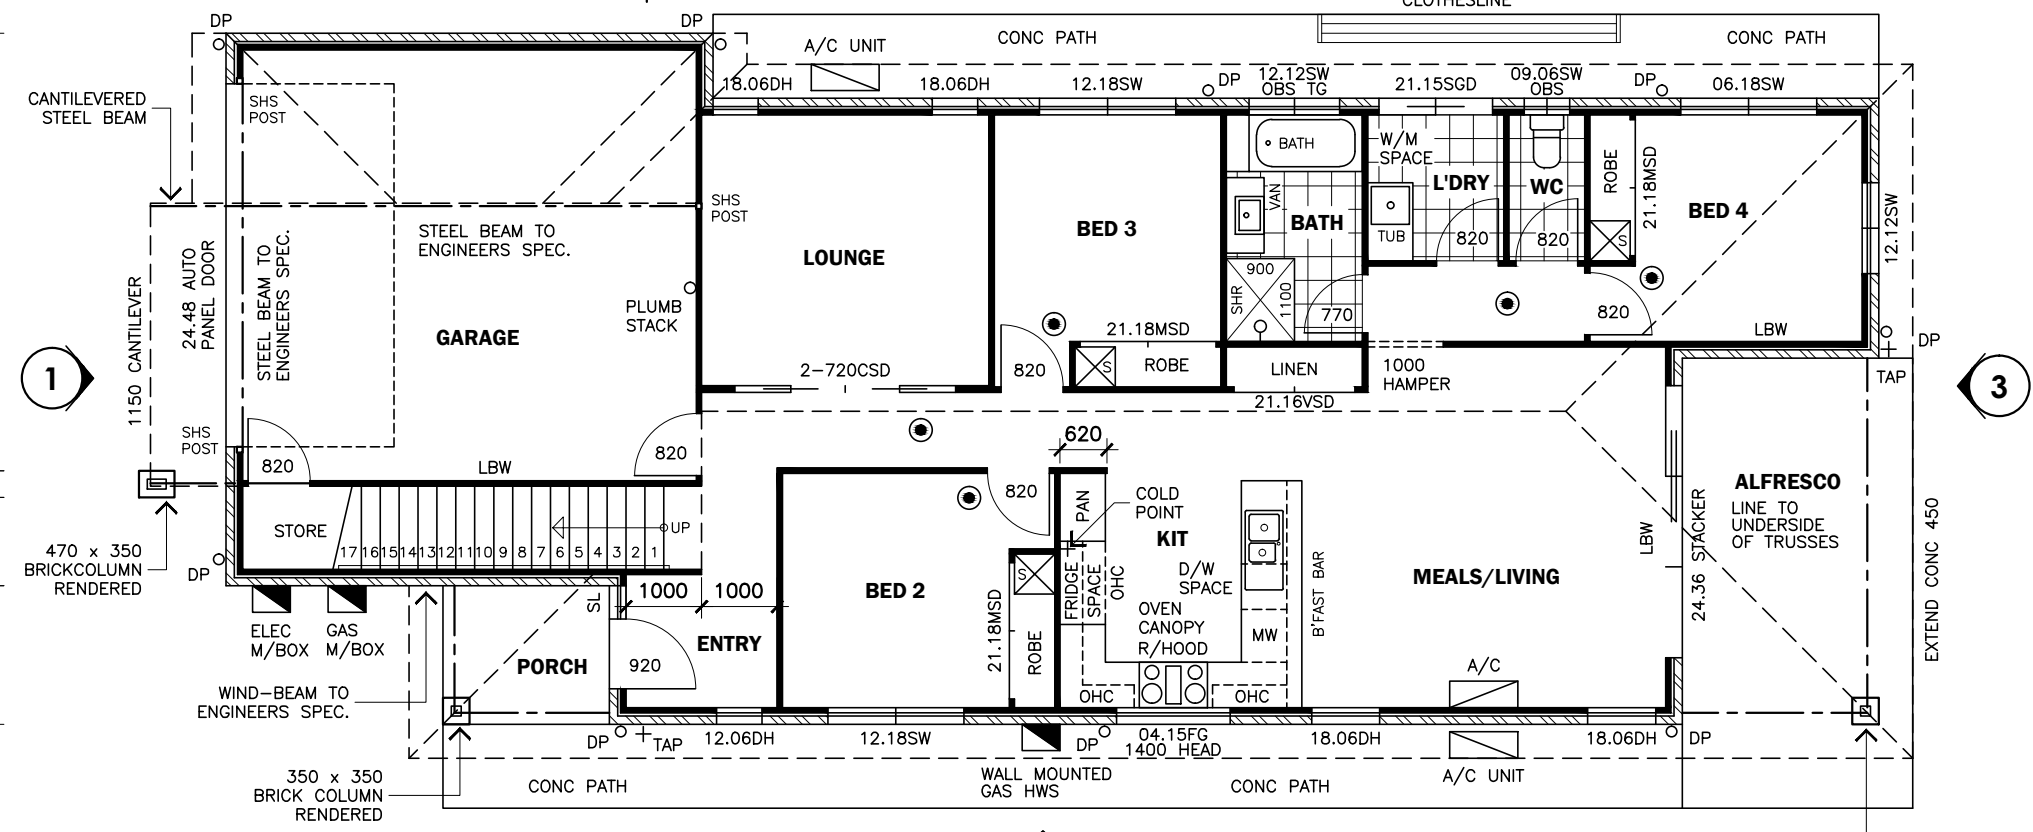 CLOTHESLINE
DP
DP
A/C UNIT
CONC PATH
CONC PATH
18.06DH
18.06DH
12.18SW
DP
12.12SW
OBS TG
21.15SGD
09.06SW
OBS
DP
06.18SW
CANTILEVERED
STEEL BEAM
SHS
POST
BATH
W/M
SPACE
L'DRY
WC
ROBE
21.18MSD
BED 4
12.12SW
SHS
POST
VAN
BATH
TUB
820
820
S
STEEL BEAM TO
ENGINEERS SPEC.
24.48 AUTO
PANEL DOOR
STEEL BEAM TO
ENGINEERS SPEC.
1150 CANTILEVER
LOUNGE
BED 3
900
SHR
1100
770
820
LBW
PLUMB
STACK
GARAGE
21.18MSD
S
ROBE
820
LINEN
1000
HAMPER
DP
TAP
1
3
2-720CSD
21.16VSD
SHS
POST
820
LBW
820
620
820
PAN
COLD
POINT
KIT
ALFRESCO
LINE TO
UNDERSIDE
OF TRUSSES
STORE
17 16 15 14 13 12 11 10 9 8 7 6 5 4 3 2 1
UP
LBW
24.36 STACKER
EXTEND CONC 450
470 x 350
BRICKCOLUMN
RENDERED
DP
SL
1000
1000
BED 2
S
FRIDGE
SPACE
OHC
D/W
SPACE
B'FAST BAR
MEALS/LIVING
OVEN
CANOPY
R/HOOD
MW
ELEC
M/BOX
GAS
M/BOX
PORCH
920
ENTRY
21.18MSD
ROBE
A/C
WIND-BEAM TO
ENGINEERS SPEC.
OHC
OHC
DP
TAP
12.06DH
12.18SW
DP
04.15FG
1400 HEAD
18.06DH
18.06DH
DP
350 x 350
BRICK COLUMN
RENDERED
CONC PATH
WALL MOUNTED
GAS HWS
CONC PATH
A/C UNIT